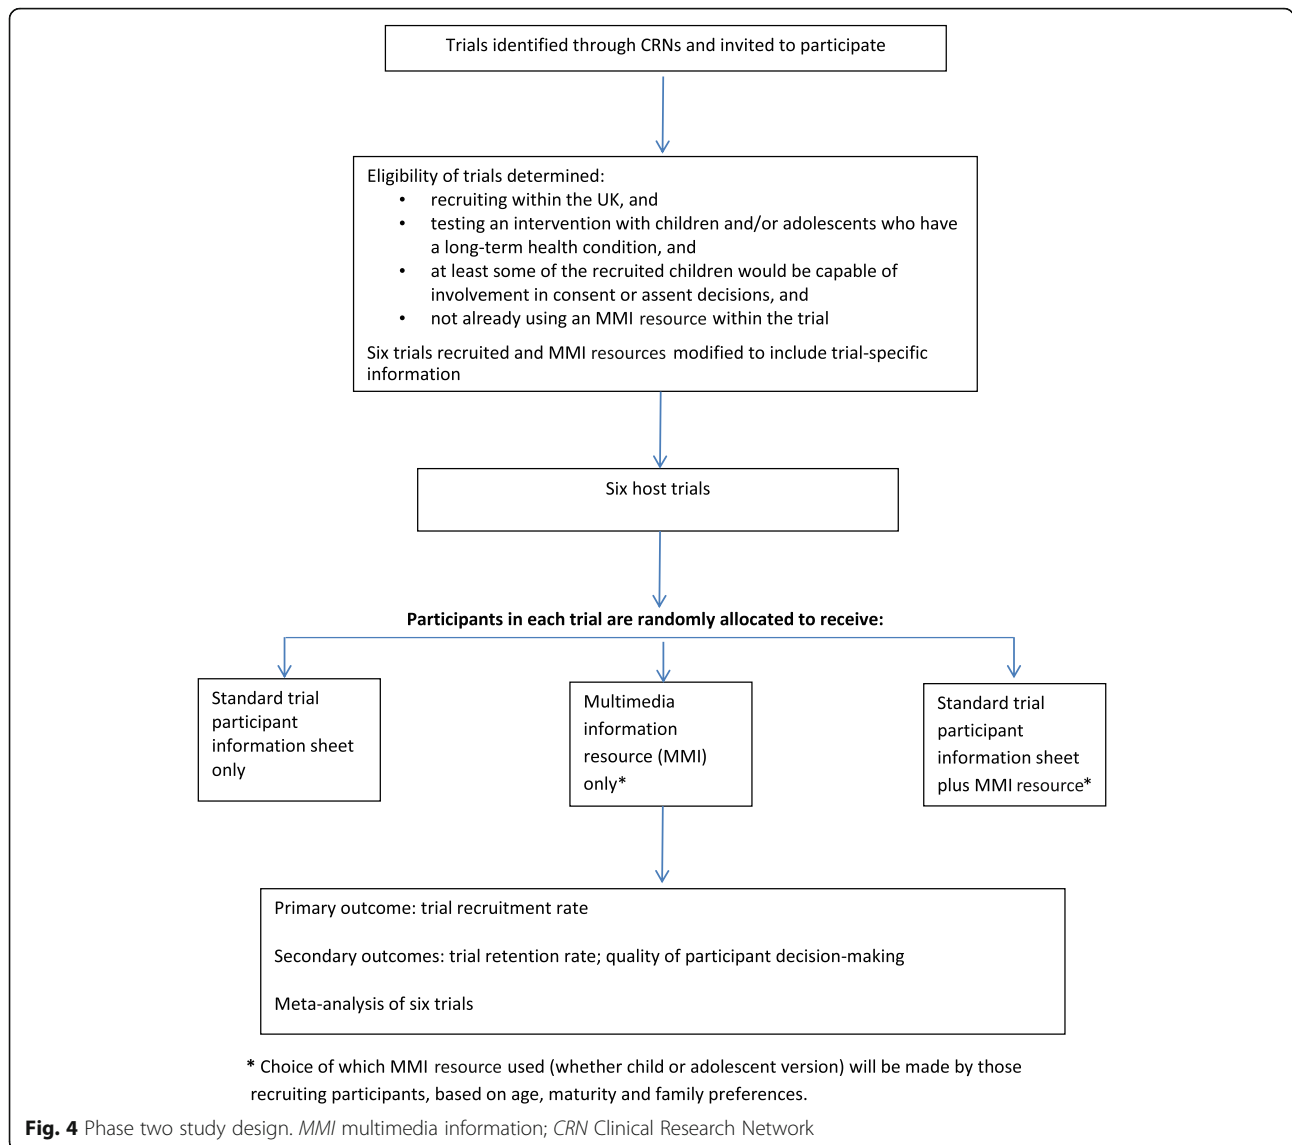 Trials identified through CRNs and invited to participate
Eligibility of trials determined:
• recruiting within the UK, and
• testing an intervention with children and/or adolescents who have
a long-term health condition, and
• at least some of the recruited children would be capable of
involvement in consent or assent decisions, and
• not already using an MMI resource within the trial
Six trials recruited and MMI resources modified to include trial-specific
information
Six host trials
Participants in each trial are randomly allocated to receive:
Standard trial
participant
information sheet
only
Multimedia
information
resource (MMI)
only*
Standard trial
participant
information sheet
plus MMI resource*
Primary outcome: trial recruitment rate
Secondary outcomes: trial retention rate; quality of participant decision-making
Meta-analysis of six trials
* Choice of which MMI resource used (whether child or adolescent version) will be made by those
recruiting participants, based on age, maturity and family preferences.
Fig. 4 Phase two study design. MMI multimedia information; CRN Clinical Research Network